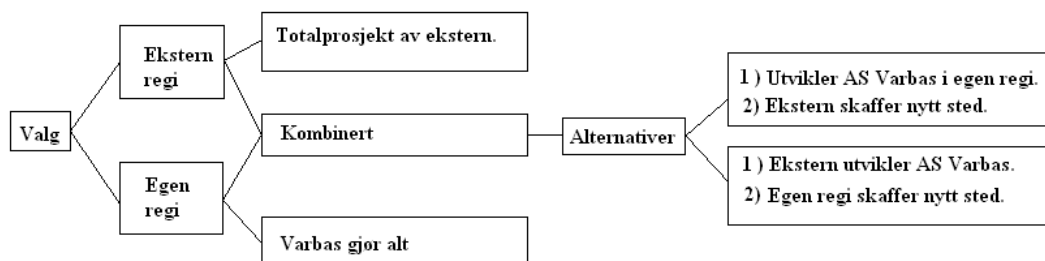 Valg
Ekstern
regi
Egen
regi
Totalprosjekt av ekstern.
Kombinert
Varbas gjor alt
Alternativer
1 ) Utvikler AS Varbas i egen regi.
2) Ekstern skaffer nytt sted.
1 ) Ekstern utvikler AS Varbas.
2) Egen regi skaffer nytt sted.